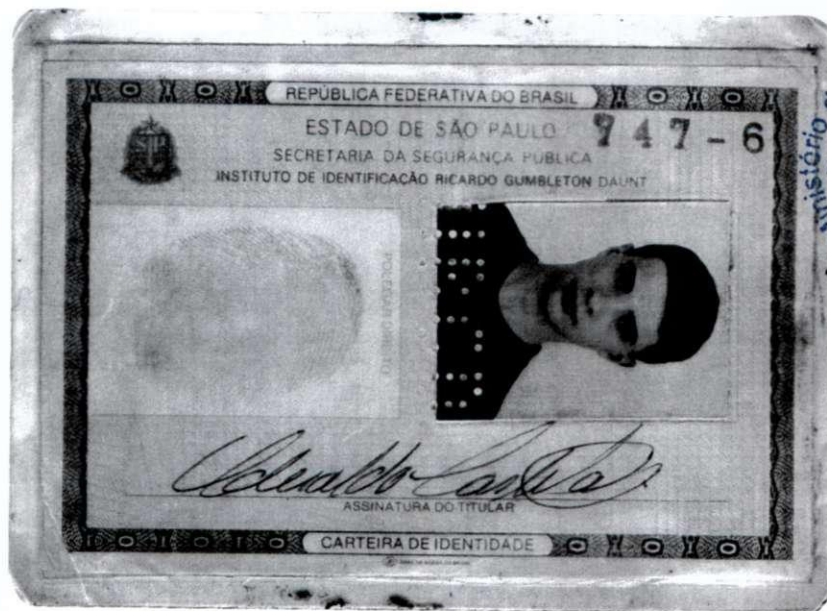 REPÚBLICA FEDERATIVA DO BRASIL
ESTADO DE SÃO PAULO 947-6
SECRETARIA DA SEGURANÇA PÚBLICA
INSTITUTO DE IDENTIFICAÇÃO RICARDO GUMBLETON DAUNT
POLEGAR DIREITO
ASSINATURA DO TITULAR
CARTEIRA DE IDENTIDADE